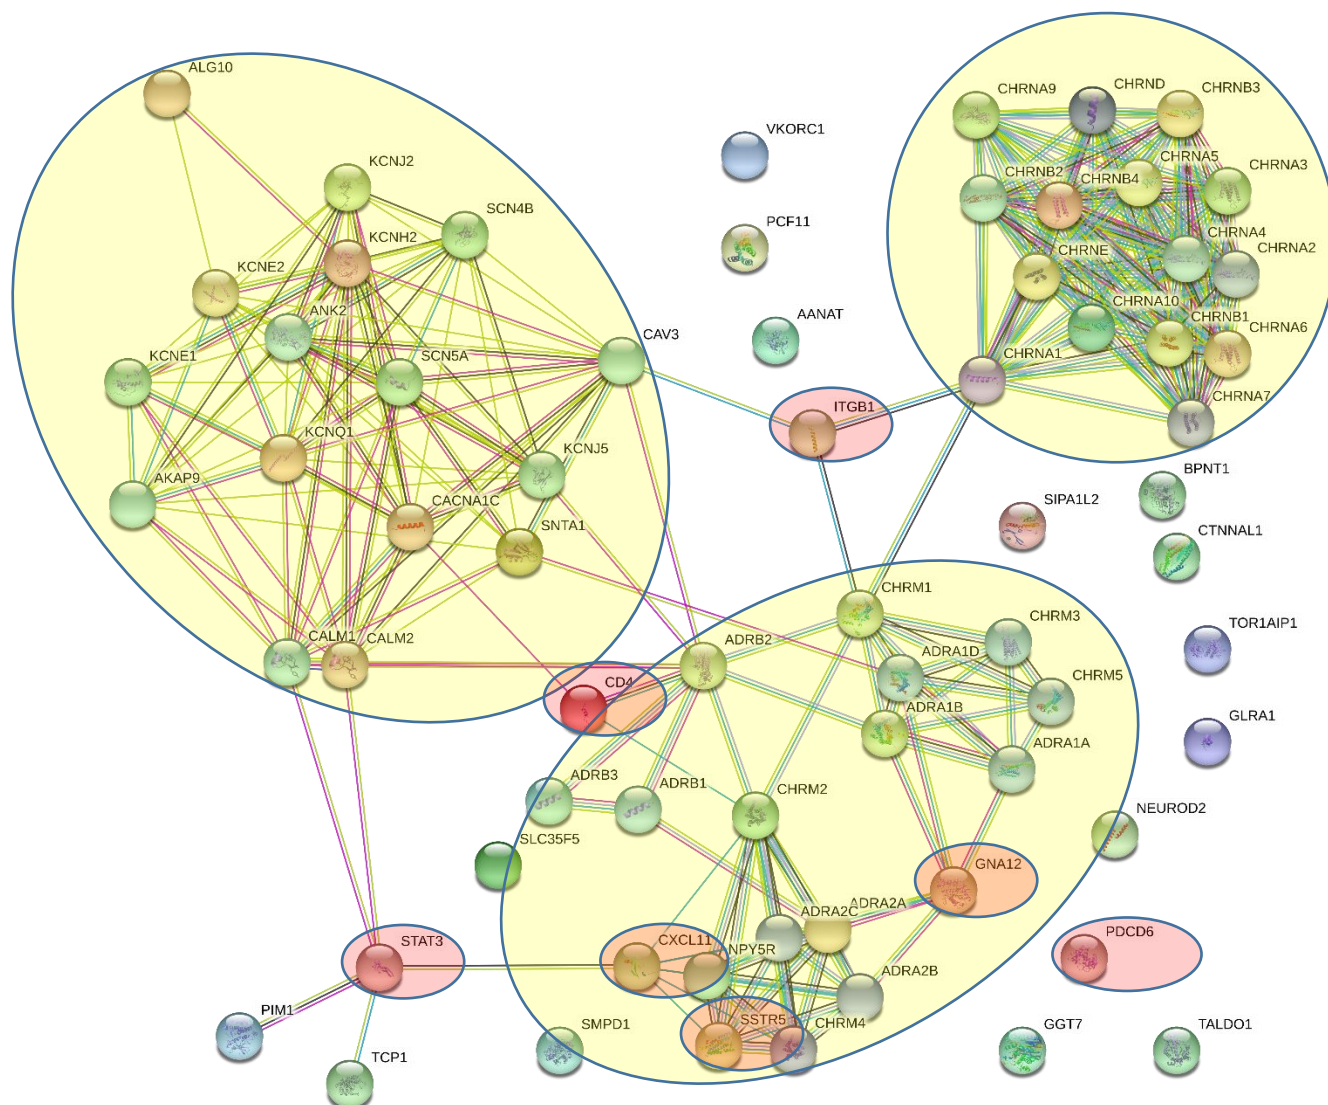 ALG10
CHRNA9
CHRND
CHRNB3
VKORC1
KCNJ2
SCN4B
CHRNB2
CHRNB4
CHRNA5
CHRNA3
PCF11
KCNH2
CHRNA4
CHRNA2
KCNE2
CHRNE
ANK2
CHRNA10
CHRNB1
CHRNA6
AANAT
CAV3
KCNE1
SCN5A
CHRNA1
CHRNA7
ITGB1
KCNQ1
KCNJ5
AKAP9
BPNT1
CACNA1C
SNTA1
SIPA1L2
CTNNAL1
CHRM1
CHRM3
TOR1AIP1
CALM1
CALM2
ADRB2
ADRA1D
CHRM5
CD4
ADRA1B
GLRA1
ADRA1A
ADRB3
ADRB1
CHRM2
NEUROD2
SLC35F5
GNA12
ADRA2C
ADRA2A
STAT3
CXCL11
NPY5R
PDCD6
ADRA2B
PIM1
SMPD1
SSTR5
CHRM4
GGT7
TALDO1
TCP1